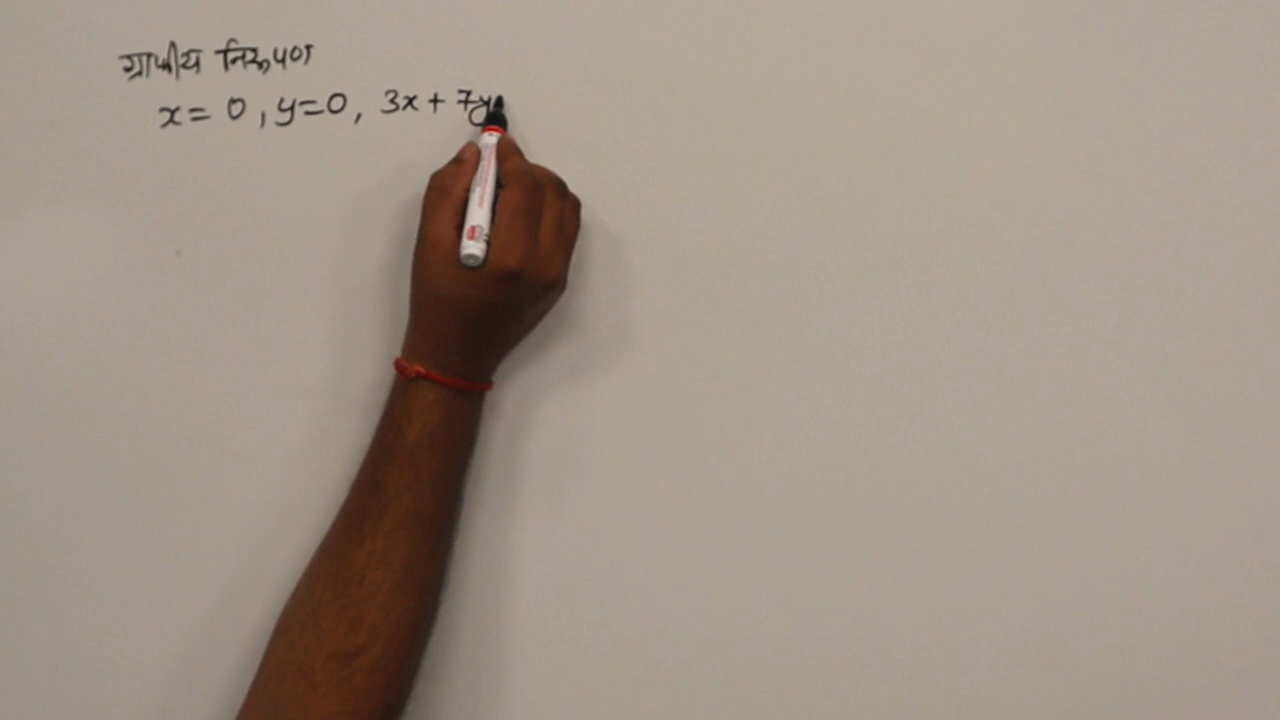 ग्राफीय निरूपण
x = 0, y=0, 3x + 7y